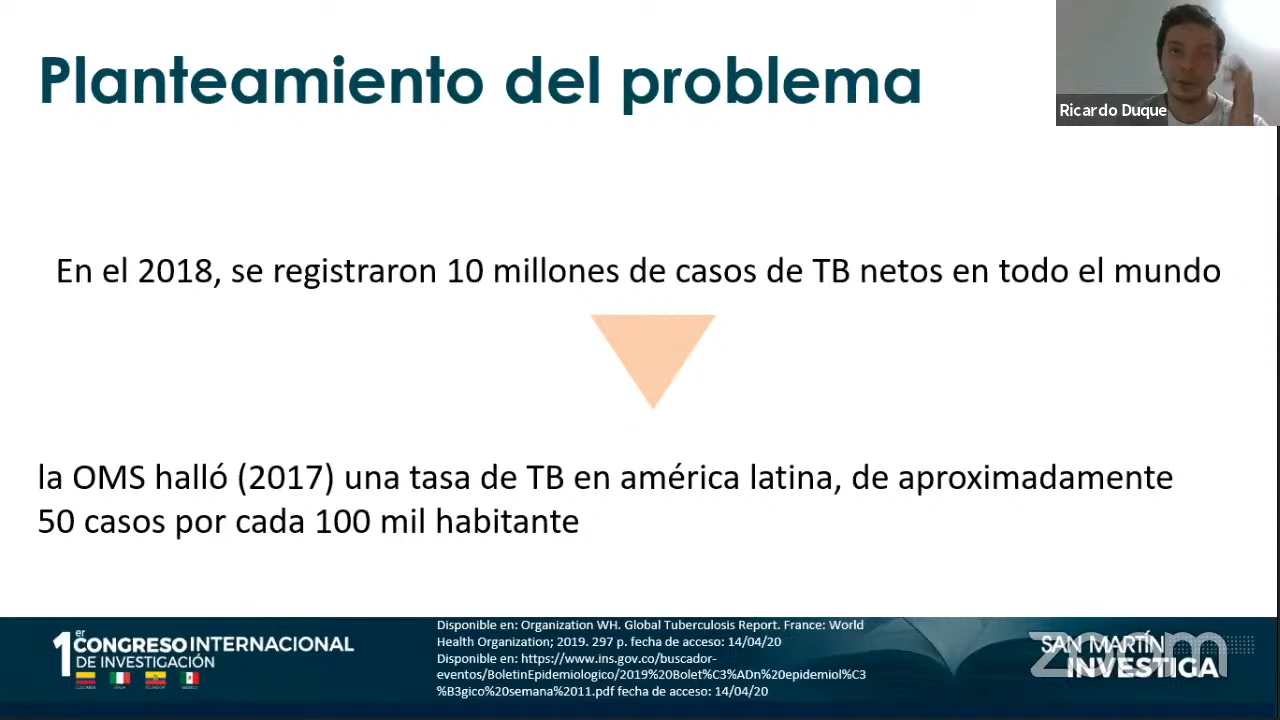 Planteamiento del problema
Ricardo Duque
En el 2018, se registraron 10 millones de casos de TB netos en todo el mundo
la OMS halló (2017) una tasa de TB en américa latina, de aproximadamente
50 casos por cada 100 mil habitante
1er CONGRESO INTERNACIONAL
DE INVESTIGACIÓN
COLOMBIA ITALIA ECUADOR MÉXICO
Disponible en: Organization WH. Global Tuberculosis Report. France: World
Health Organization; 2019. 297 p. fecha de acceso: 14/04/20
Disponible en: https://www.ins.gov.co/buscador-
eventos/BoletinEpidemiologico/2019%20Bolet%C3%ADn%20epidemiol%C3
%B3gico%20semana%2011.pdf fecha de acceso: 14/04/20
SAN MARTÍN
INVESTIGA
zoom